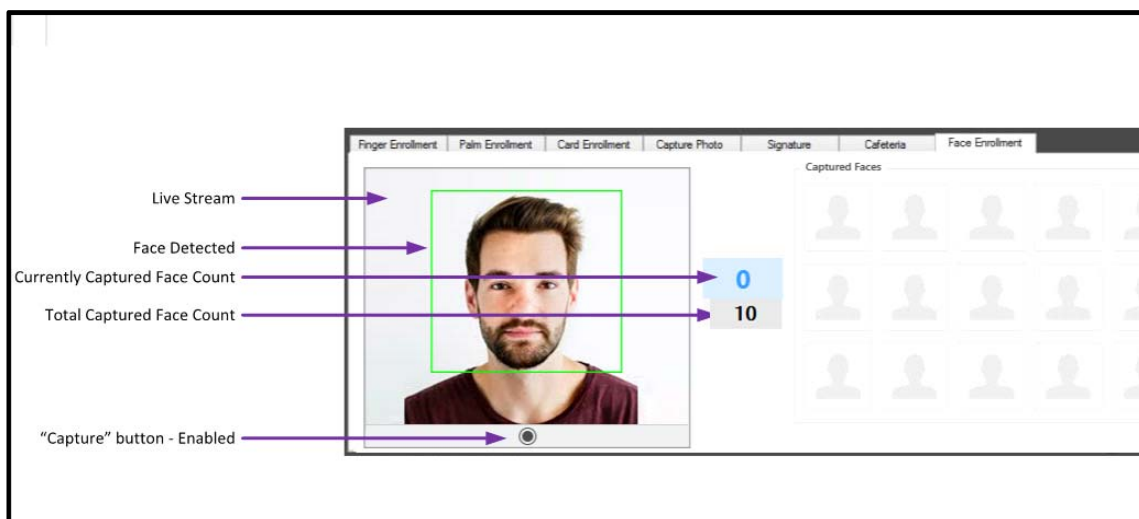 Finger Enrollment Palm Enrollment Card Enrollment Capture Photo Signature Cafeteria Face Enrollment
Captured Faces
Live Stream
Face Detected
Currently Captured Face Count
0
Total Captured Face Count
10
“Capture” button - Enabled